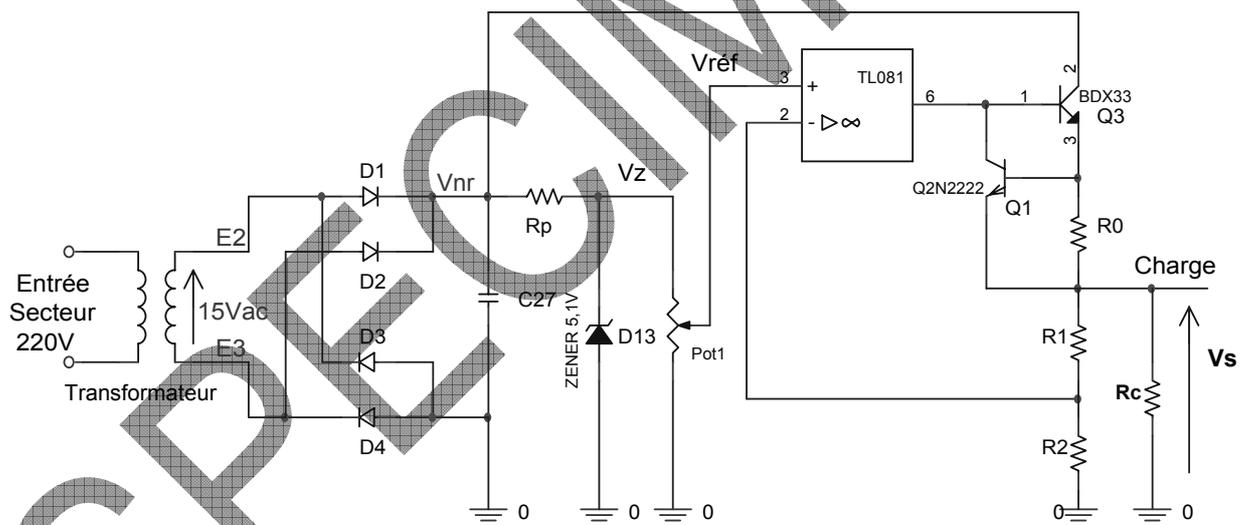 Vréf
3
+
TL081
6
1
2
BDX33
Q3
3
2
- ▷ ∞
Q2N2222
Q1
D1
Vnr
Rp
Vz
D2
E2
Entrée
Secteur
220V
15Vac
E3
Transformateur
D3
D4
C27
ZENER 5,1V
D13
Pot1
R0
Charge
R1
Rc
Vs
R2
0
0
0
0
0
SPECIM